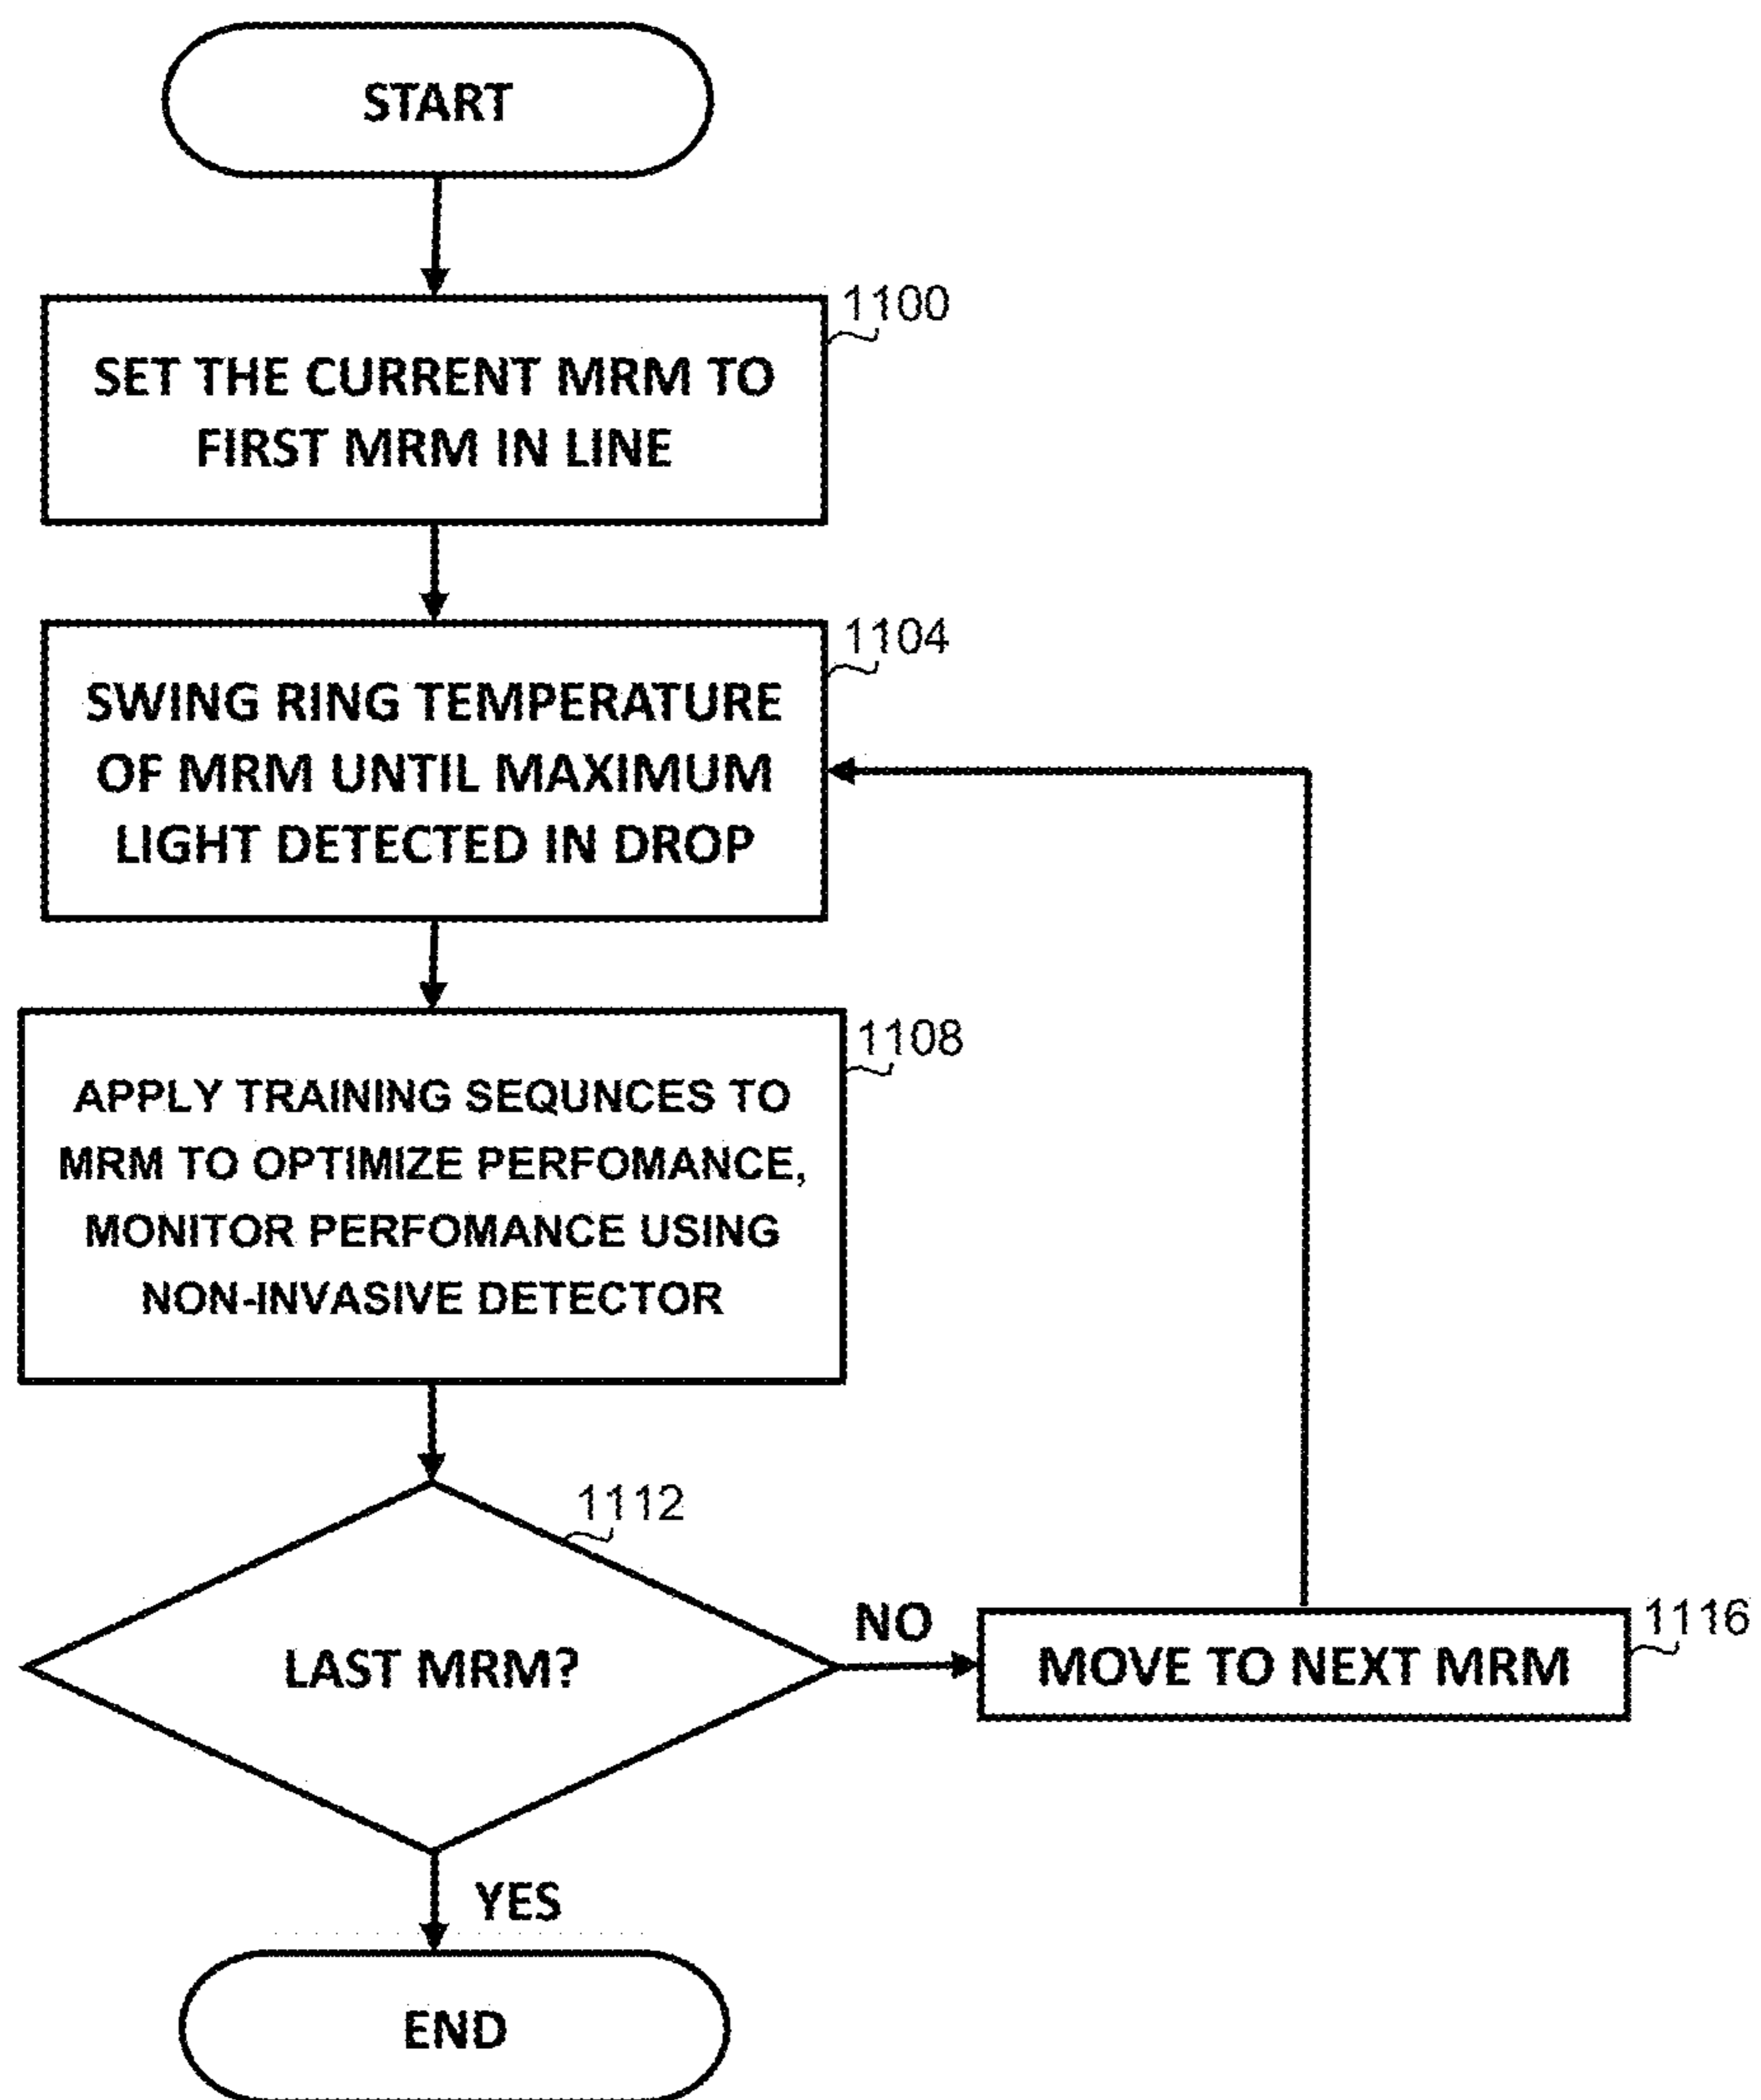 START
1100
SET THE CURRENT MRM TO
FIRST MRM IN LINE
1104
SWING RING TEMPERATURE
OF MRM UNTIL MAXIMUM
LIGHT DETECTED IN DROP
1108
APPLY TRAINING SEQUNCES TO
MRM TO OPTIMIZE PERFOMANCE,
MONITOR PERFOMANCE USING
NON-INVASIVE DETECTOR
1112
LAST MRM?
NO
1116
MOVE TO NEXT MRM
YES
END